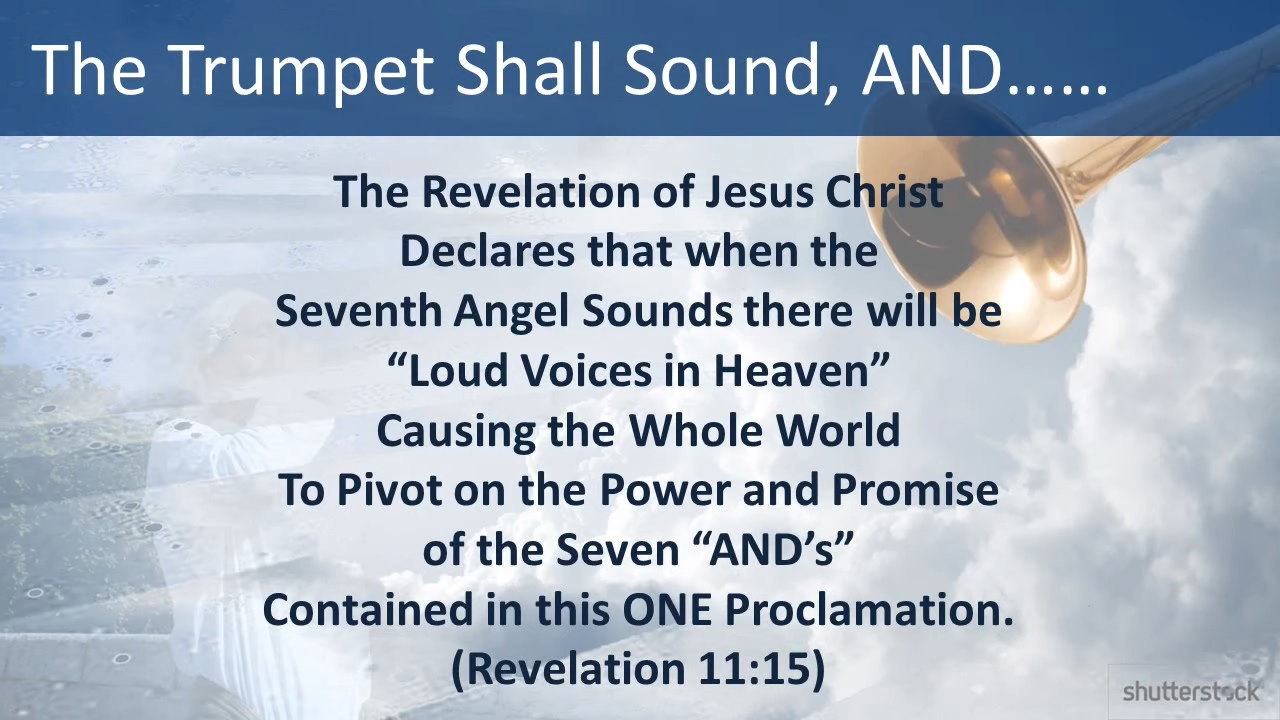 The Trumpet Shall Sound, AND……
The Revelation of Jesus Christ
Declares that when the
Seventh Angel Sounds there will be
“Loud Voices in Heaven”
Causing the Whole World
To Pivot on the Power and Promise
of the Seven “AND’s”
Contained in this ONE Proclamation.
(Revelation 11:15)
shutterstock